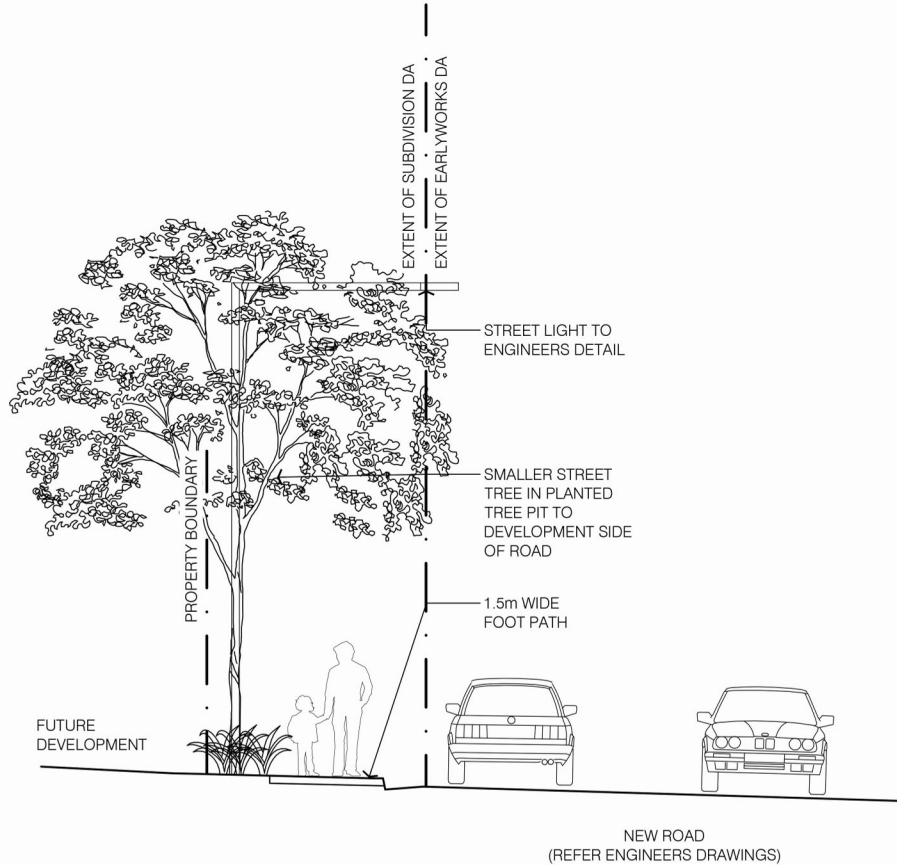 EXTENT OF SUBDIVISION DA
EXTENT OF EARLYWORKS DA
STREET LIGHT TO
ENGINEERS DETAIL
SMALLER STREET
TREE IN PLANTED
TREE PIT TO
DEVELOPMENT SIDE
OF ROAD
PROPERTY BOUNDARY
1.5m WIDE
FOOT PATH
FUTURE
DEVELOPMENT
NEW ROAD
(REFER ENGINEERS DRAWINGS)